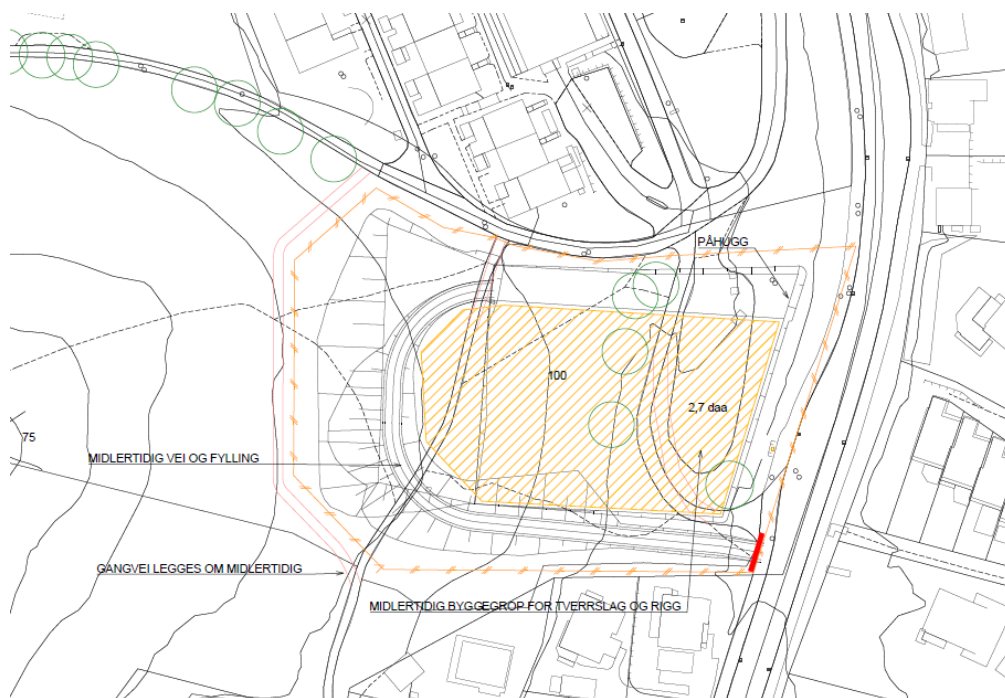 PÅHUGG
100
2,7 daa
75
MIDLERTIDIG VEI OG FYLLING
GANGVEI LEGGES OM MIDLERTIDIG
MIDLERTIDIG BYGGEGROP FOR TVERRSLAG OG RIGG